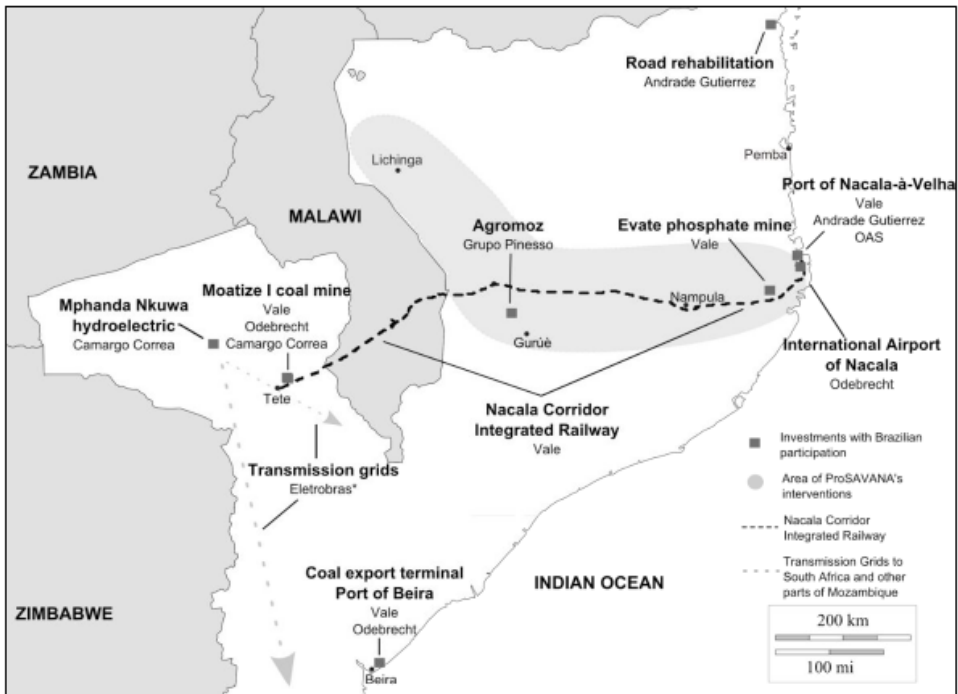 Road rehabilitation
Andrade Gutierrez
Pemba
Lichinga
ZAMBIA
MALAWI
Port of Nacala-à-Velha
Vale
Andrade Gutierrez
OAS
Agromoz
Grupo Pinesso
Evate phosphate mine
Vale
Mphanda Nkuwa
hydroelectric
Camargo Correa
Moatize I coal mine
Vale
Odebrecht
Camargo Correa
Nampula
Gurúè
International Airport
of Nacala
Odebrecht
Tete
Nacala Corridor
Integrated Railway
Vale
Transmission grids
Eletrobras*
Investments with Brazilian
participation
Area of ProSAVANA's
interventions
Nacala Corridor
Integrated Railway
Transmission Grids to
South Africa and other
parts of Mozambique
Coal export terminal
Port of Beira
Vale
Odebrecht
INDIAN OCEAN
ZIMBABWE
Beira
200 km
100 mi